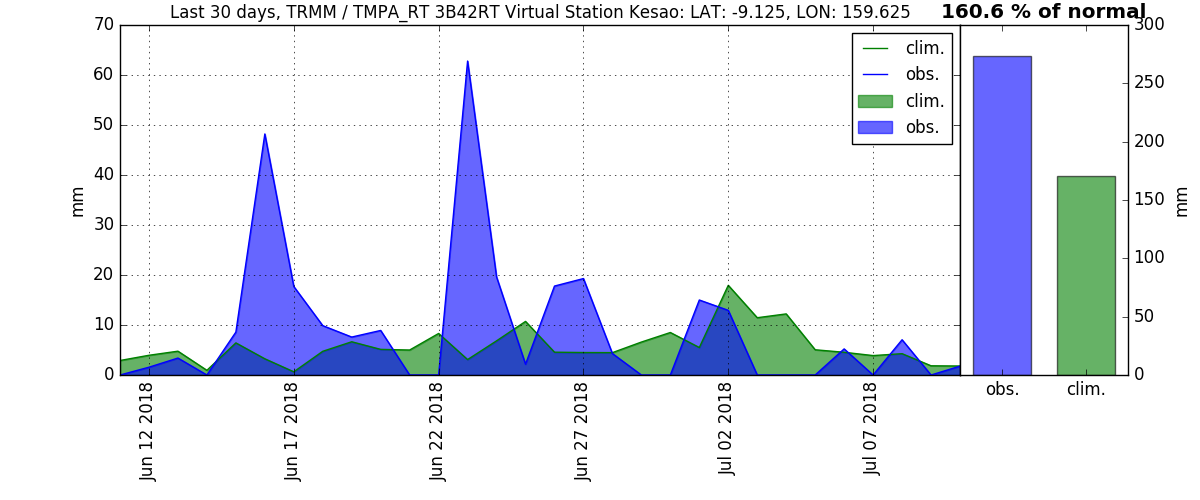 Last 30 days, TRMM / TMPA_RT 3B42RT Virtual Station Kesao: LAT: -9.125, LON: 159.625
160.6 % of normal
70
60
50
40
30
20
10
0
mm
clim.
obs.
clim.
obs.
Jun 12 2018
Jun 17 2018
Jun 22 2018
Jun 27 2018
Jul 02 2018
Jul 07 2018
300
250
200
150
100
50
0
mm
obs.
clim.